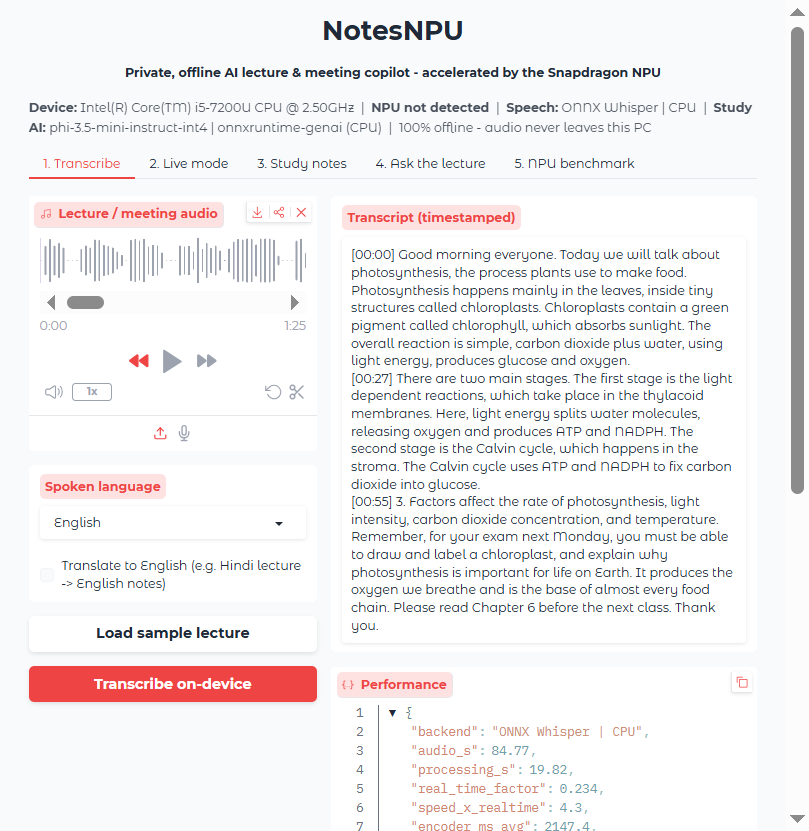 NotesNPU
Private, offline AI lecture & meeting copilot - accelerated by the Snapdragon NPU
Device: Intel(R) Core(TM) i5-7200U CPU @ 2.50GHz | NPU not detected | Speech: ONNX Whisper | CPU | Study
AI: phi-3.5-mini-instruct-int4 | onnxruntime-genai (CPU) | 100% offline - audio never leaves this PC
1. Transcribe 2. Live mode 3. Study notes 4. Ask the lecture 5. NPU benchmark
Lecture / meeting audio
0:00 1:25
1x
Spoken language
English
Translate to English (e.g. Hindi lecture
-> English notes)
Load sample lecture
Transcribe on-device
Transcript (timestamped)
[00:00] Good morning everyone. Today we will talk about
photosynthesis, the process plants use to make food.
Photosynthesis happens mainly in the leaves, inside tiny
structures called chloroplasts. Chloroplasts contain a green
pigment called chlorophyll, which absorbs sunlight. The
overall reaction is simple, carbon dioxide plus water, using
light energy, produces glucose and oxygen.
[00:27] There are two main stages. The first stage is the light
dependent reactions, which take place in the thylacoid
membranes. Here, light energy splits water molecules,
releasing oxygen and produces ATP and NADPH. The
second stage is the Calvin cycle, which happens in the
stroma. The Calvin cycle uses ATP and NADPH to fix carbon
dioxide into glucose.
[00:55] 3. Factors affect the rate of photosynthesis, light
intensity, carbon dioxide concentration, and temperature.
Remember, for your exam next Monday, you must be able
to draw and label a chloroplast, and explain why
photosynthesis is important for life on Earth. It produces the
oxygen we breathe and is the base of almost every food
chain. Please read Chapter 6 before the next class. Thank
you.
{ } Performance
1 {
2 "backend": "ONNX Whisper | CPU",
3 "audio_s": 84.77,
4 "processing_s": 19.82,
5 "real_time_factor": 0.234,
6 "speed_x_realtime": 4.3,
7 "encoder_ms_avg": 2147.4,